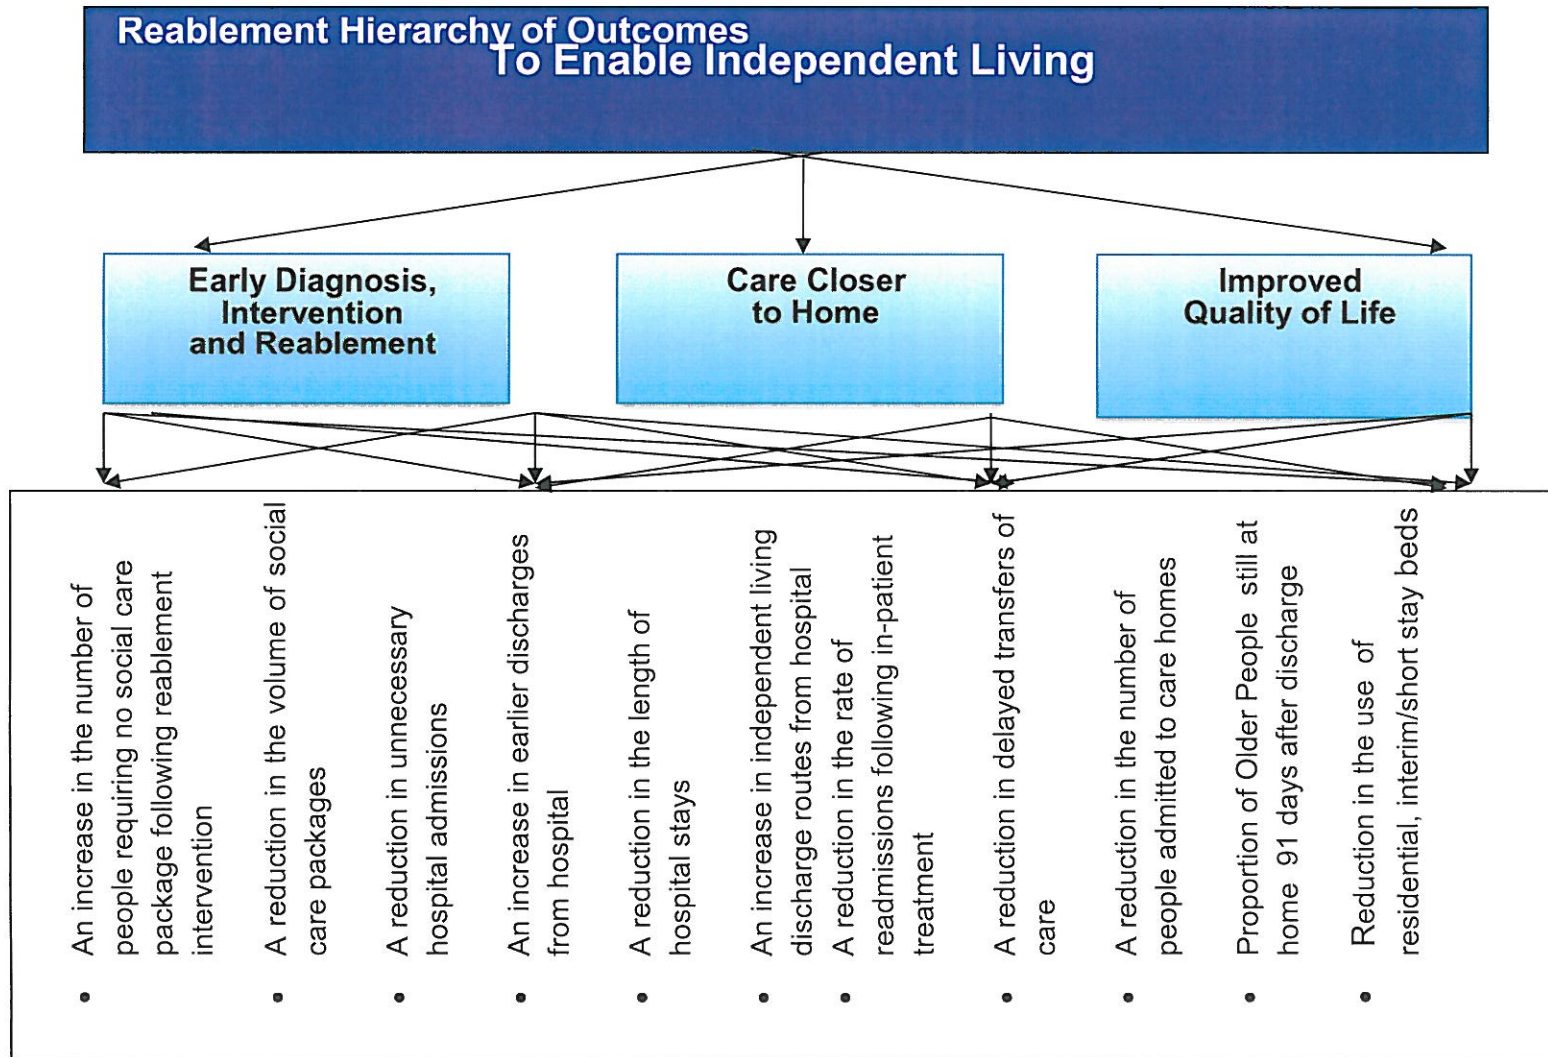 Reablement Hierarchy of Outcomes
To Enable Independent Living
Early Diagnosis,
Intervention
and Reablement
Care Closer
to Home
Improved
Quality of Life
• An increase in the number of
people requiring no social care
package following reablement
intervention
• A reduction in the volume of social
care packages
• A reduction in unnecessary
hospital admissions
• An increase in earlier discharges
from hospital
• A reduction in the length of
hospital stays
• An increase in independent living
discharge routes from hospital
• A reduction in the rate of
readmissions following in-patient
treatment
• A reduction in delayed transfers of
care
• A reduction in the number of
people admitted to care homes
• Proportion of Older People still at
home 91 days after discharge
• Reduction in the use of
residential, interim/short stay beds